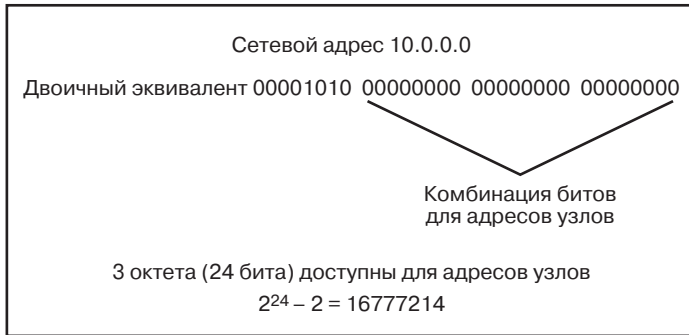 Сетевой адрес 10.0.0.0
Двоичный эквивалент 00001010 00000000 00000000 00000000
Комбинация битов
для адресов узлов
3 октета (24 бита) доступны для адресов узлов
2²⁴ – 2 = 16777214